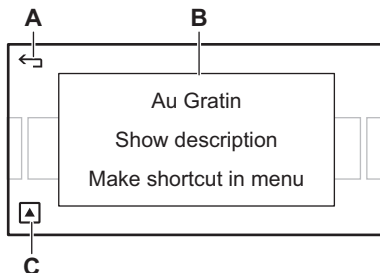 A
B
Au Gratin
Show description
Make shortcut in menu
C